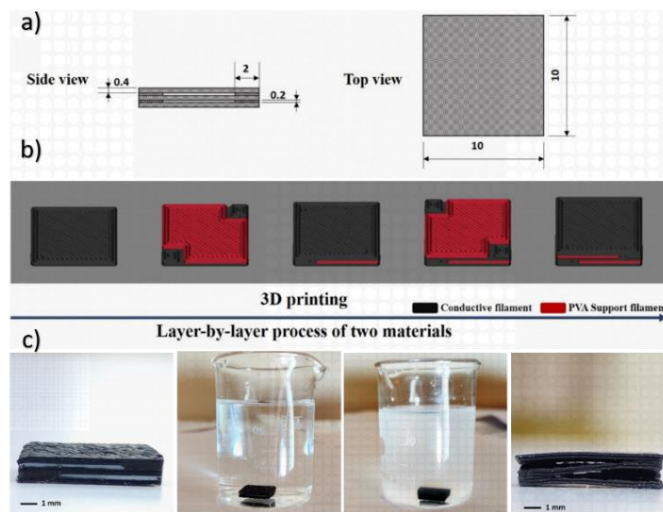 a)
Side view
0.4
2
0.2
Top view
10
10
b)
3D printing
Conductive filament
PVA Support filamen
Layer-by-layer process of two materials
c)
1 mm
1 mm